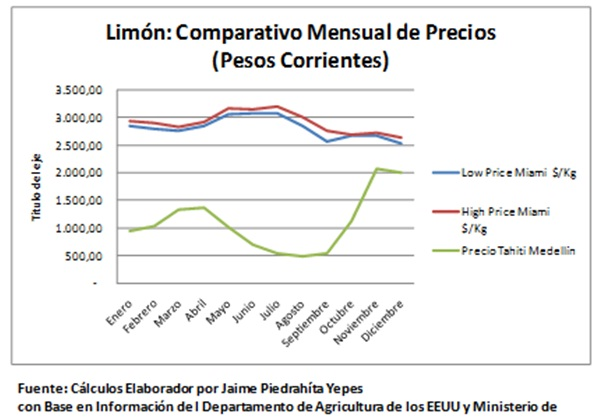 Limón: Comparativo Mensual de Precios
(Pesos Corrientes)
3.500,00
3.000,00
2.500,00
2.000,00
1.500,00
1.000,00
500,00
-
Título del eje
Enero
Febrero
Marzo
Abril
Mayo
Junio
Julio
Agosto
Septiembre
Octubre
Noviembre
Diciembre
Low Price Miami $/Kg
High Price Miami
$/Kg
Precio Tahiti Medellín
Fuente: Cálculos Elaborador por Jaime Piedrahíta Yepes
con Base en Información de l Departamento de Agricultura de los EEUU y Ministerio de